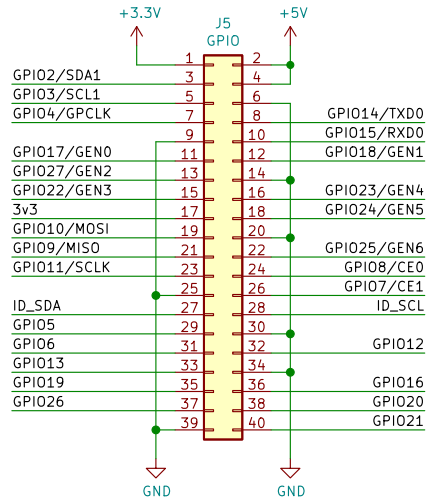 +3.3V +5V
J5
GPIO
1 2
GPIO2/SDA1 3 4
GPIO3/SCL1 5 6
GPIO4/GPCLK 7 8 GPIO14/TXD0
9 10 GPIO15/RXD0
GPIO17/GEN0 11 12 GPIO18/GEN1
GPIO27/GEN2 13 14
GPIO22/GEN3 15 16 GPIO23/GEN4
3v3 17 18 GPIO24/GEN5
GPIO10/MOSI 19 20
GPIO9/MISO 21 22 GPIO25/GEN6
GPIO11/SCLK 23 24 GPIO8/CE0
25 26 GPIO7/CE1
ID_SDA 27 28 ID_SCL
GPIO5 29 30
GPIO6 31 32 GPIO12
GPIO13 33 34
GPIO19 35 36 GPIO16
GPIO26 37 38 GPIO20
39 40 GPIO21
GND GND